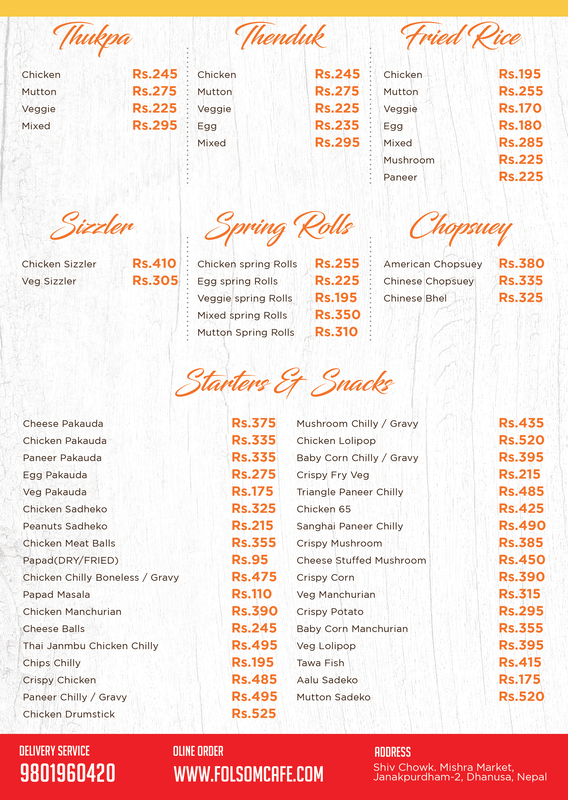 Thukpa
Chicken Rs.245
Mutton Rs.275
Veggie Rs.225
Mixed Rs.295
Thenduk
Chicken Rs.245
Mutton Rs.275
Veggie Rs.225
Egg Rs.235
Mixed Rs.295
Fried Rice
Chicken Rs.195
Mutton Rs.255
Veggie Rs.170
Egg Rs.180
Mixed Rs.285
Mushroom Rs.225
Paneer Rs.225
Sizzler
Chicken Sizzler Rs.410
Veg Sizzler Rs.305
Spring Rolls
Chicken spring Rolls Rs.255
Egg spring Rolls Rs.225
Veggie spring Rolls Rs.195
Mixed spring Rolls Rs.350
Mutton Spring Rolls Rs.310
Chopsuey
American Chopsuey Rs.380
Chinese Chopsuey Rs.335
Chinese Bhel Rs.325
Starters & Snacks
Cheese Pakauda Rs.375
Chicken Pakauda Rs.335
Paneer Pakauda Rs.335
Egg Pakauda Rs.275
Veg Pakauda Rs.175
Chicken Sadheko Rs.325
Peanuts Sadheko Rs.215
Chicken Meat Balls Rs.355
Papad(DRY/FRIED) Rs.95
Chicken Chilly Boneless / Gravy Rs.475
Papad Masala Rs.110
Chicken Manchurian Rs.390
Cheese Balls Rs.245
Thai Janmbu Chicken Chilly Rs.495
Chips Chilly Rs.195
Crispy Chicken Rs.485
Paneer Chilly / Gravy Rs.495
Chicken Drumstick Rs.525
Mushroom Chilly / Gravy Rs.435
Chicken Lolipop Rs.520
Baby Corn Chilly / Gravy Rs.395
Crispy Fry Veg Rs.215
Triangle Paneer Chilly Rs.485
Chicken 65 Rs.425
Sanghai Paneer Chilly Rs.490
Crispy Mushroom Rs.385
Cheese Stuffed Mushroom Rs.450
Crispy Corn Rs.390
Veg Manchurian Rs.315
Crispy Potato Rs.295
Baby Corn Manchurian Rs.355
Veg Lolipop Rs.395
Tawa Fish Rs.415
Aalu Sadeko Rs.175
Mutton Sadeko Rs.520
DELIVERY SERVICE
9801960420
OLINE ORDER
WWW.FOLSOMCAFE.COM
ADDRESS
Shiv Chowk. Mishra Market,
Janakpurdham-2, Dhanusa, Nepal